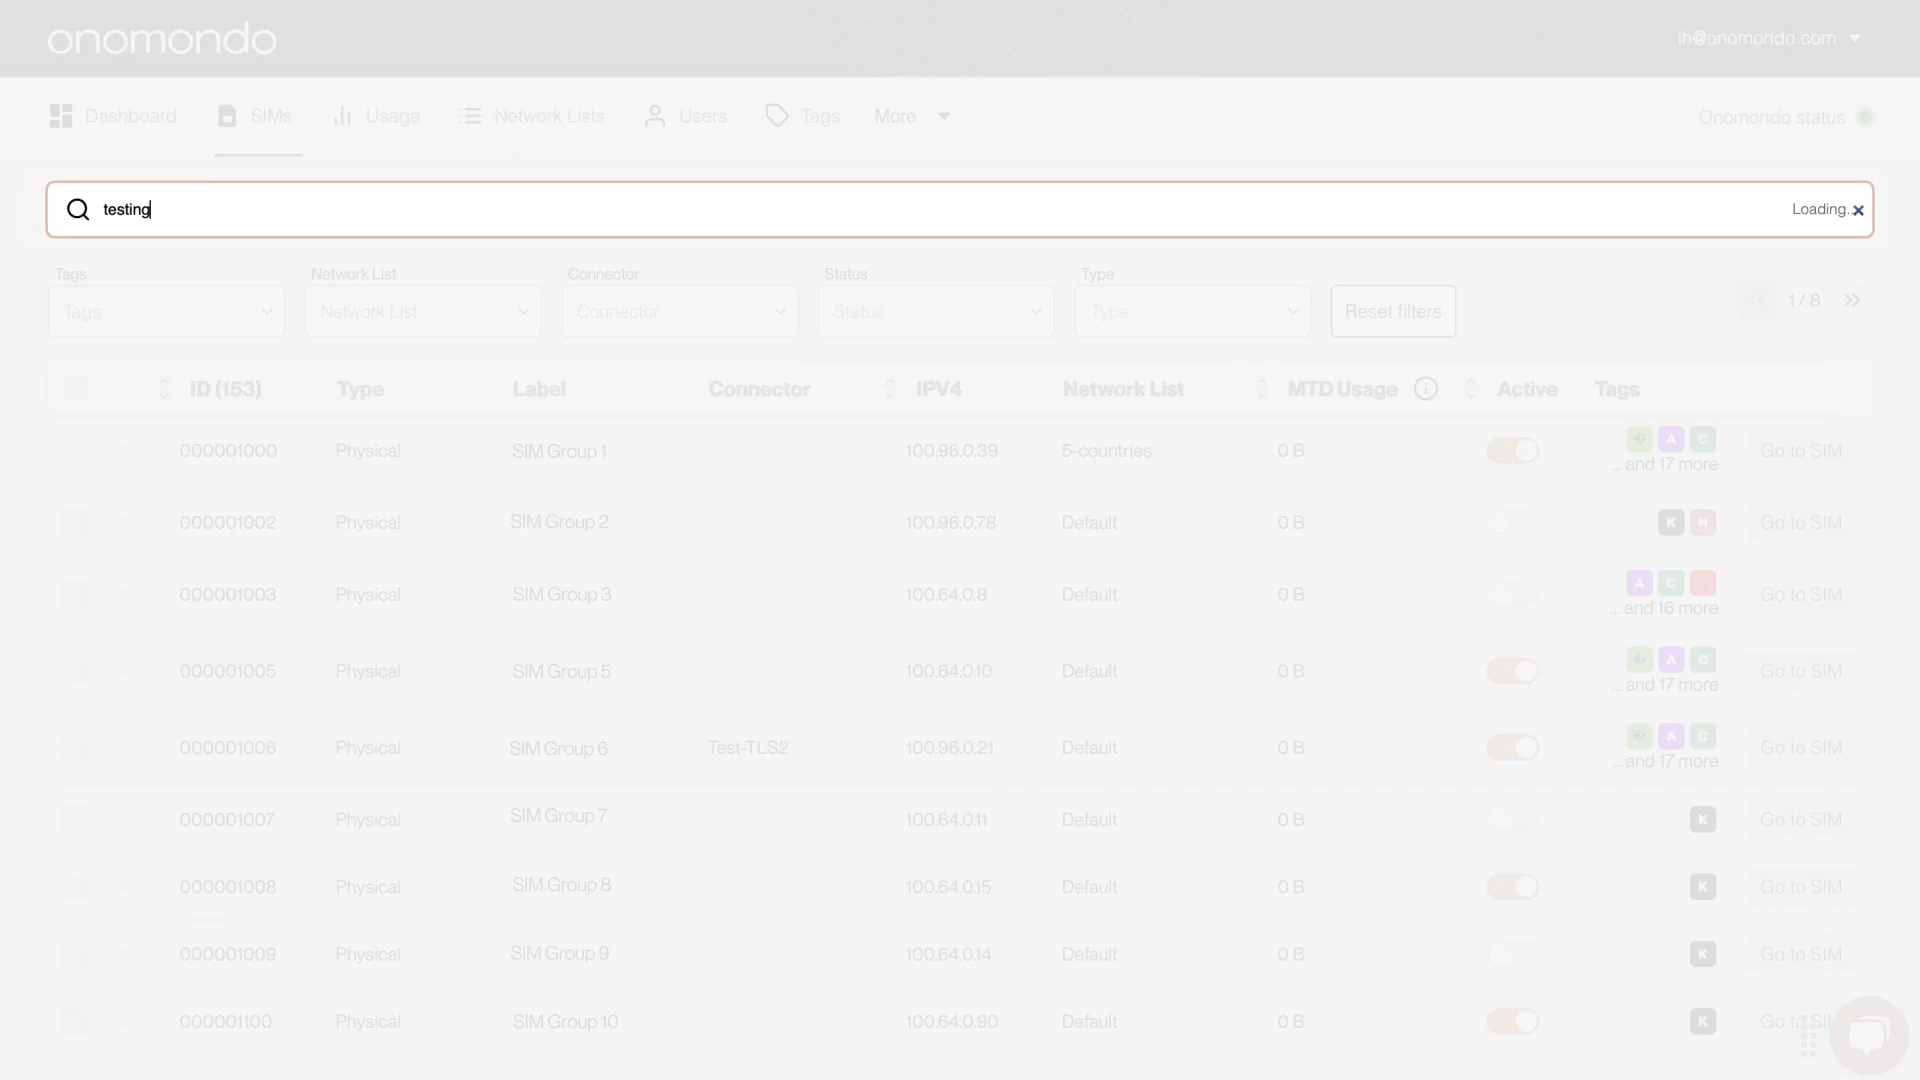 onomondo
lh@onomondo.com
Dashboard SIMs Usage Network Lists Users Tags More Onomondo status
testing Loading..
Tags Network List Connector Status Type
Tags Network List Connector Status Type Reset filters 1 / 8
ID (153) Type Label Connector IPV4 Network List MTD Usage Active Tags
000001000 Physical SIM Group 1 100.96.0.39 5-countries 0 B A C Go to SIM
... and 17 more
000001002 Physical SIM Group 2 100.96.0.78 Default 0 B K N Go to SIM
000001003 Physical SIM Group 3 100.64.0.8 Default 0 B A C Go to SIM
... and 16 more
000001005 Physical SIM Group 5 100.64.0.10 Default 0 B A C Go to SIM
... and 17 more
000001006 Physical SIM Group 6 Test-TLS2 100.96.0.21 Default 0 B A C Go to SIM
... and 17 more
000001007 Physical SIM Group 7 100.64.0.11 Default 0 B K Go to SIM
000001008 Physical SIM Group 8 100.64.0.15 Default 0 B K Go to SIM
000001009 Physical SIM Group 9 100.64.0.14 Default 0 B K Go to SIM
000001100 Physical SIM Group 10 100.64.0.90 Default 0 B K Go to SIM